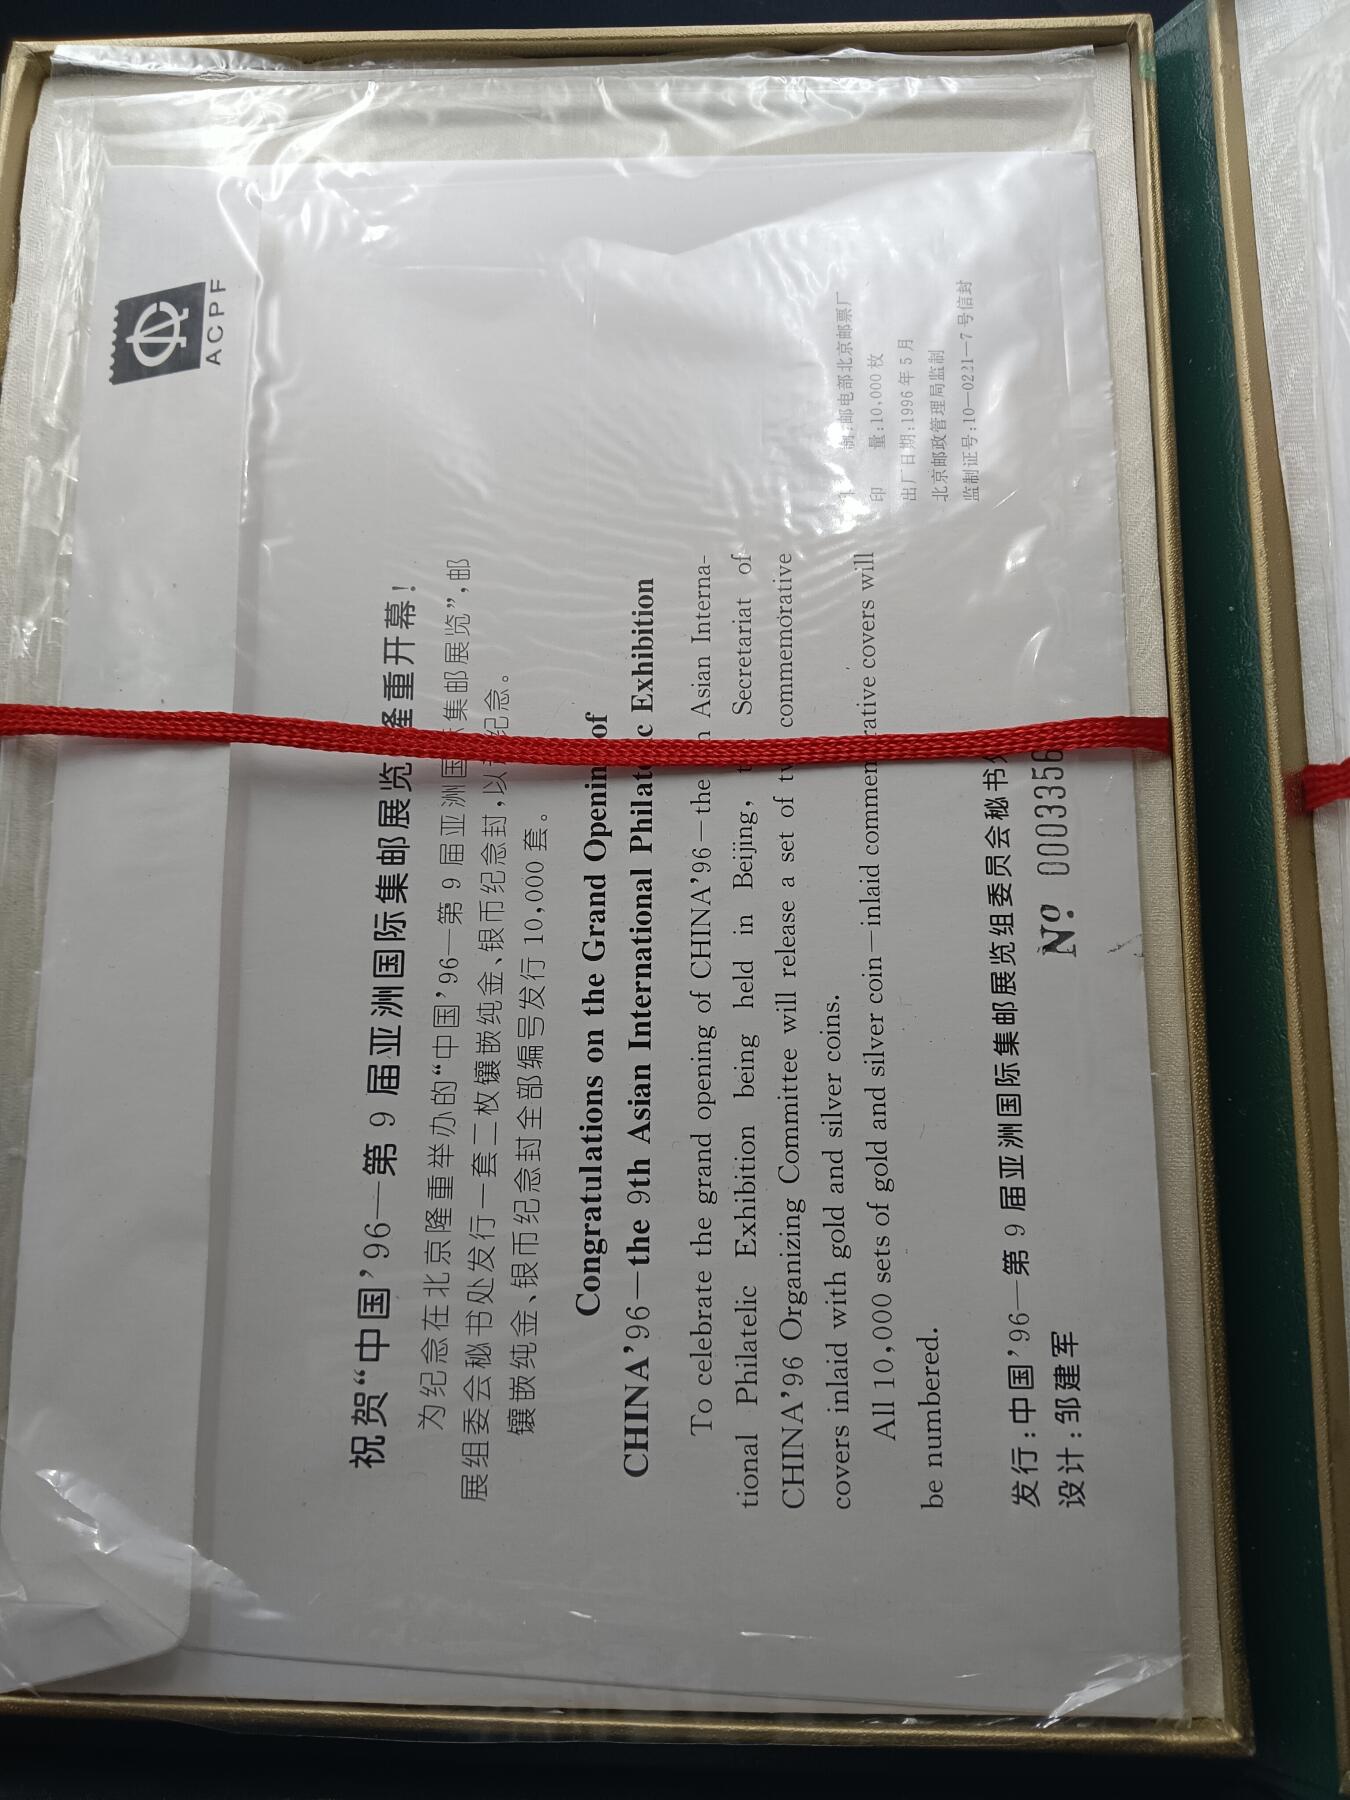 ACPF
祝贺“中国’96—第9届亚洲国际集邮展览隆重开幕!
为纪念在北京隆重举办的“中国’96—第9届亚洲国 集邮展览”,邮
展组委会秘书处发行一套二枚镶嵌纯金、银币纪念封,以 纪念。
镶嵌纯金、银币纪念封全部编号发行10,000套。
Congratulations on the Grand Opening of
CHINA’96—the 9th Asian International Philatelic Exhibition
To celebrate the grand opening of CHINA’96—the Asian Interna-
tional Philatelic Exhibition being held in Beijing, Secretariat of
CHINA’96 Organizing Committee will release a set of commemorative
covers inlaid with gold and silver coins.
All 10,000 sets of gold and silver coin—inlaid commemorative covers will
be numbered.
发行:中国’96—第9届亚洲国际集邮展览组委员会秘书
设计:邹建军
No. 0003356
制:邮电部北京邮票厂
印 量:10,000枚
出厂日期:1996年5月
北京邮政管理局监制
监制证号:10—0221—7号信封